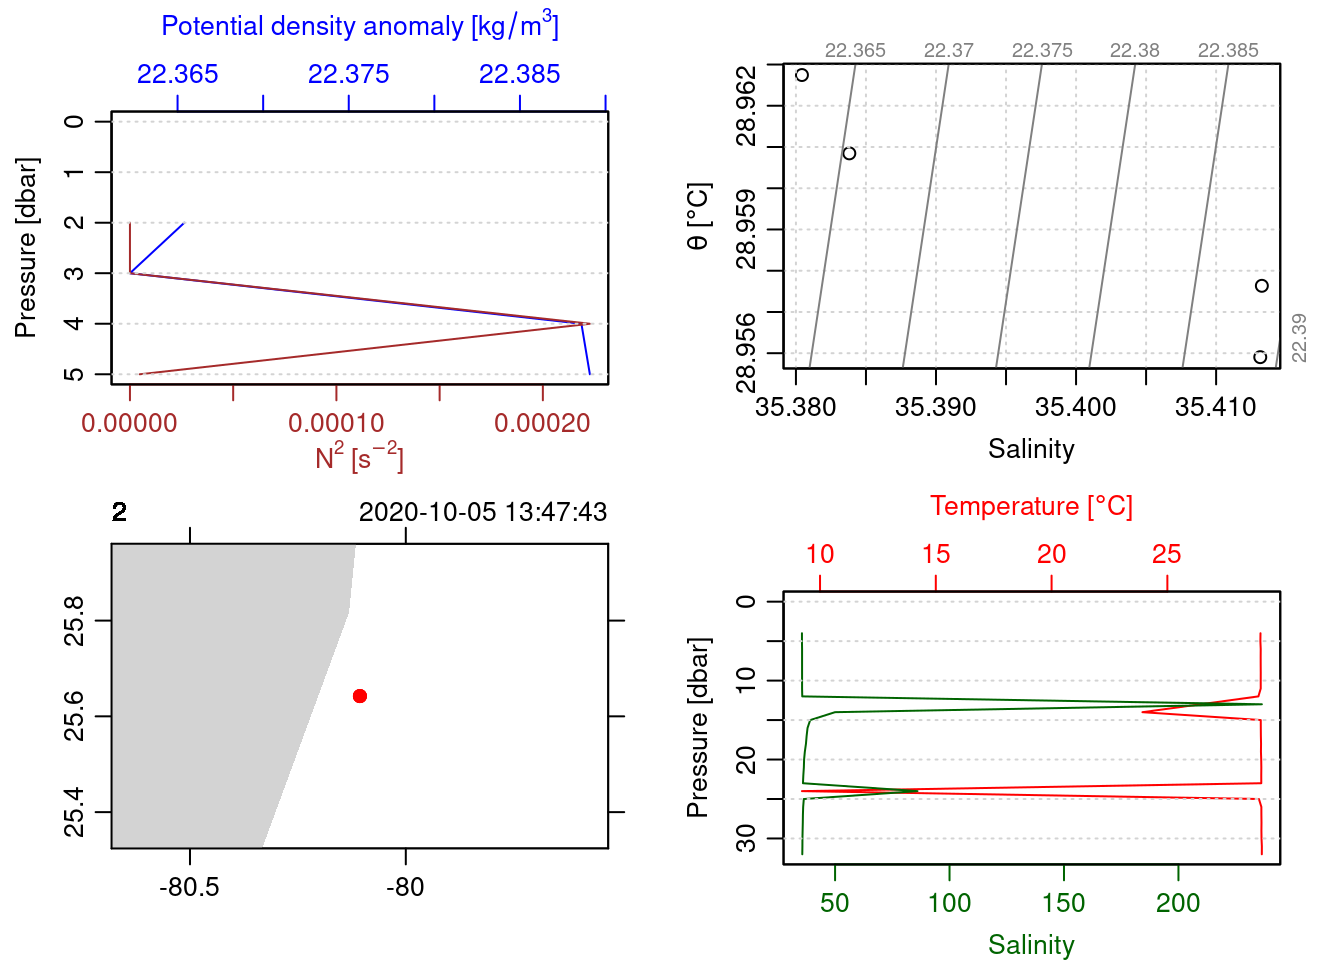 Potential density anomaly [kg/m³]
22.365 22.375 22.385
Pressure [dbar]
0
1
2
3
4
5
0.00000 0.00010 0.00020
N² [s⁻²]
22.365 22.37 22.375 22.38 22.385
22.39
θ [°C]
28.962
28.959
28.956
35.380 35.390 35.400 35.410
Salinity
2 2020-10-05 13:47:43
25.8
25.6
25.4
-80.5 -80
Temperature [°C]
10 15 20 25
Pressure [dbar]
0
10
20
30
50 100 150 200
Salinity